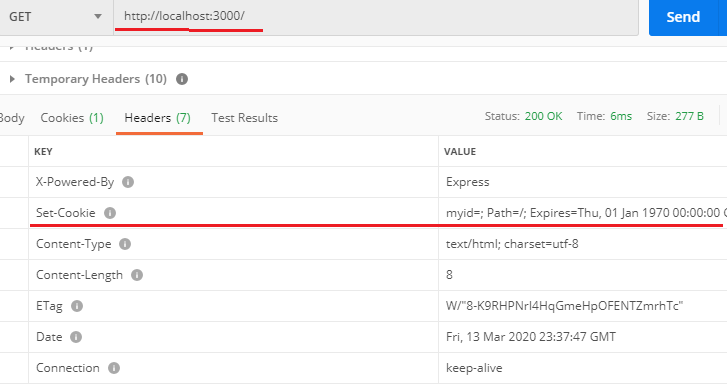 GET http://localhost:3000/ Send
Headers (1)
Temporary Headers (10)
Body Cookies (1) Headers (7) Test Results Status: 200 OK Time: 6ms Size: 277 B
KEY VALUE
X-Powered-By Express
Set-Cookie myid=; Path=/; Expires=Thu, 01 Jan 1970 00:00:00 G
Content-Type text/html; charset=utf-8
Content-Length 8
ETag W/"8-K9RHPNrI4HqGmeHpOFENTZmrhTc"
Date Fri, 13 Mar 2020 23:37:47 GMT
Connection keep-alive